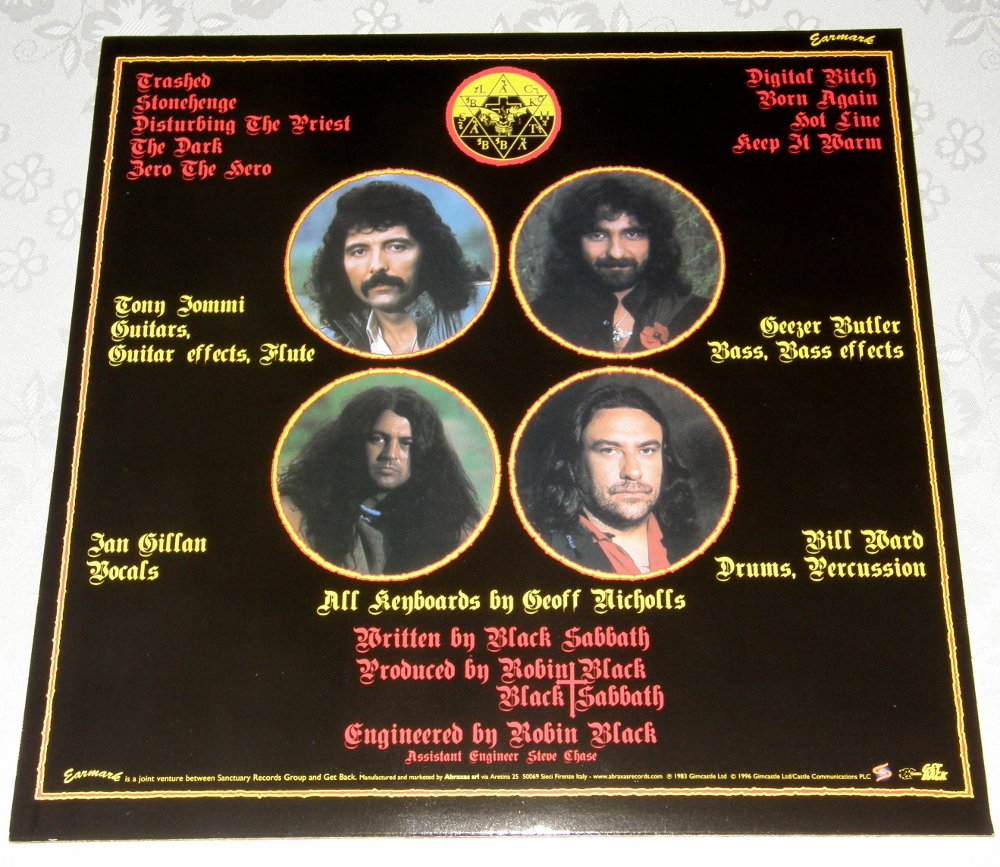 Earmark
Trashed
Stonehenge
Disturbing The Priest
The Dark
Zero The Hero
Digital Bitch
Born Again
Hot Line
Keep It Warm
Tony Iommi
Guitars,
Guitar effects, Flute
Geezer Butler
Bass, Bass effects
Ian Gillan
Vocals
Bill Ward
Drums, Percussion
All Keyboards by Geoff Nicholls
Written by Black Sabbath
Produced by Robin Black
Black Sabbath
Engineered by Robin Black
Assistant Engineer Steve Chase
Earmark is a joint venture between Sanctuary Records Group and Get Back. Manufactured and marketed by Abraxas srl via Aretina 25 50069 Sieci Firenze Italy - www.abraxasrecords.com ℗ 1983 Gimcastle Ltd © 1996 Gimcastle Ltd/Castle Communications PLC
GET BACK